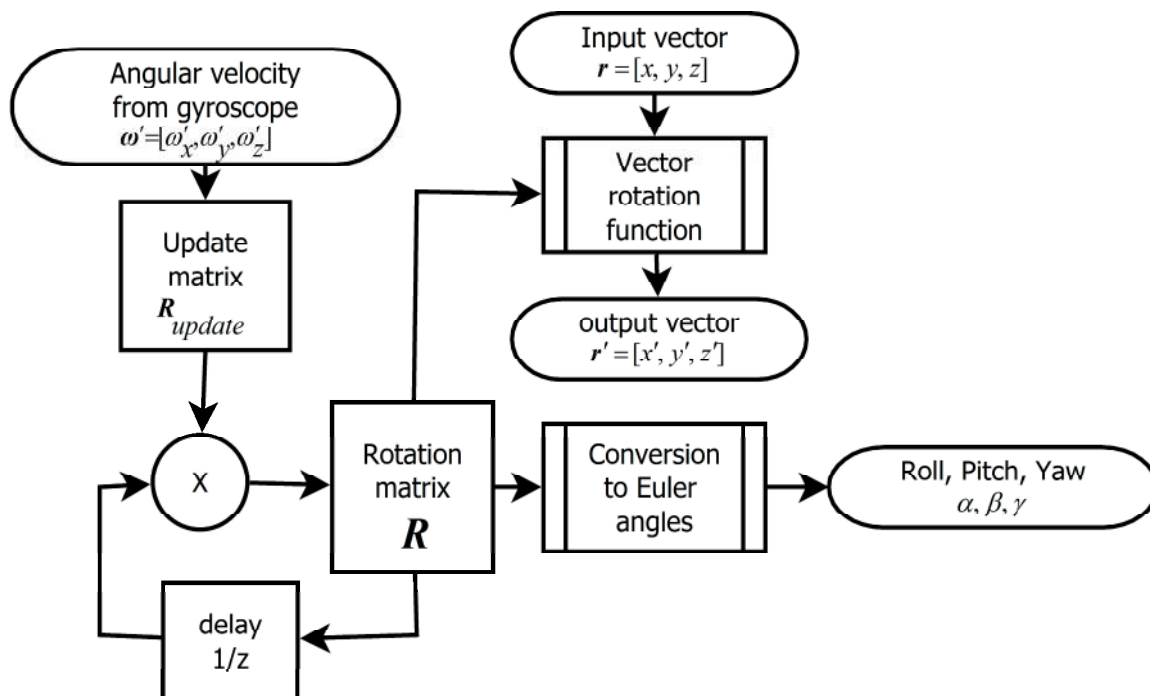 Angular velocity
from gyroscope
ω′=[ω′x,ω′y,ω′z]
Input vector
r = [x, y, z]
Update
matrix
R update
Vector
rotation
function
output vector
r′ = [x′, y′, z′]
X
Rotation
matrix
R
Conversion
to Euler
angles
Roll, Pitch, Yaw
α, β, γ
delay
1/z